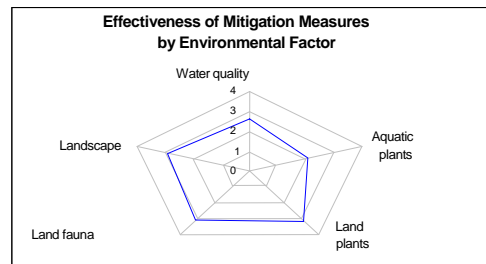 Effectiveness of Mitigation Measures
by Environmental Factor
Water quality
4
3
2
1
0
Landscape
Aquatic
plants
Land fauna
Land
plants